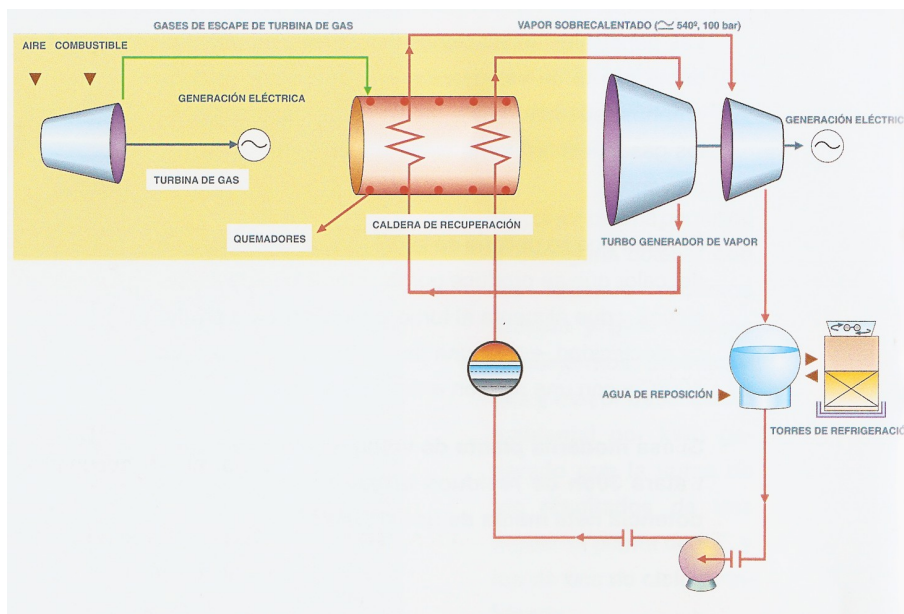 GASES DE ESCAPE DE TURBINA DE GAS
VAPOR SOBRECALENTADO (≃ 540º, 100 bar)
AIRE COMBUSTIBLE
GENERACIÓN ELÉCTRICA
GENERACIÓN ELÉCTRIC
TURBINA DE GAS
QUEMADORES
CALDERA DE RECUPERACIÓN
TURBO GENERADOR DE VAPOR
AGUA DE REPOSICIÓN
TORRES DE REFRIGERACIÓ